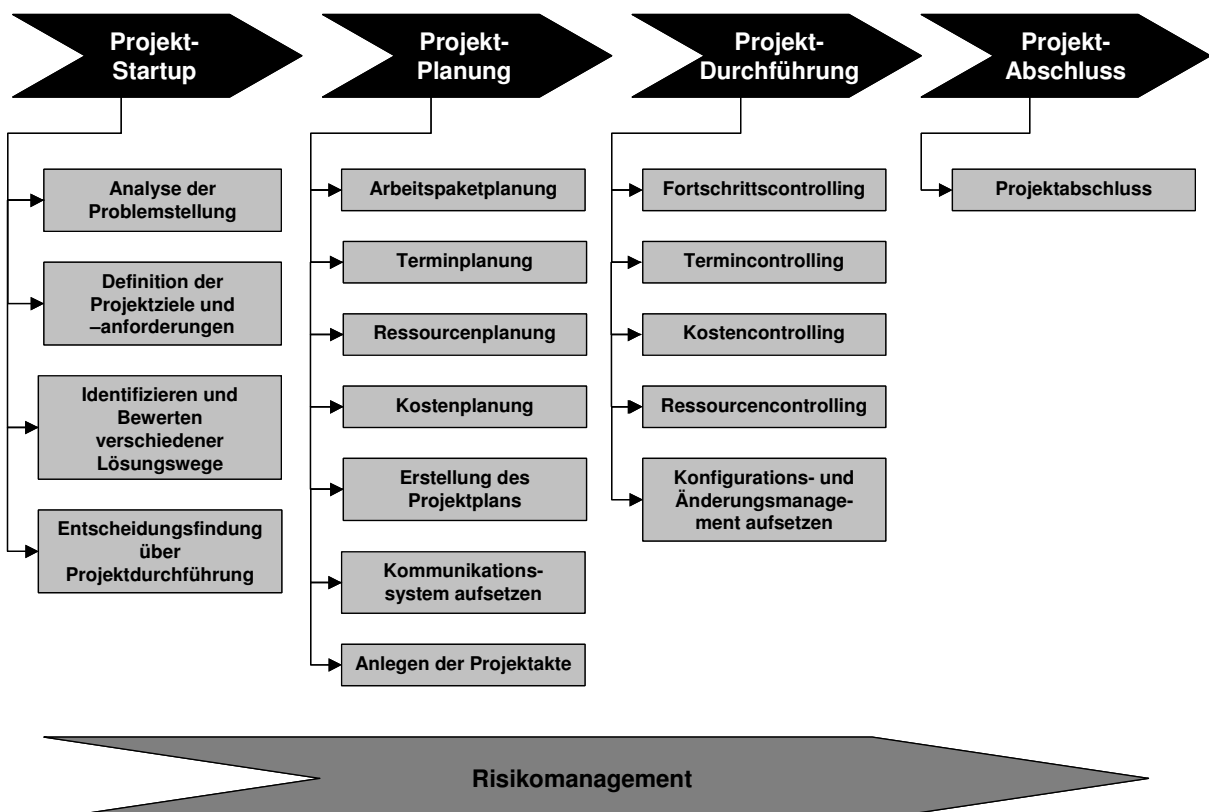 Projekt-
Startup
Projekt-
Planung
Projekt-
Durchführung
Projekt-
Abschluss
Analyse der
Problemstellung
Definition der
Projektziele und
–anforderungen
Identifizieren und
Bewerten
verschiedener
Lösungswege
Entscheidungsfindung
über
Projektdurchführung
Arbeitspaketplanung
Terminplanung
Ressourcenplanung
Kostenplanung
Erstellung des
Projektplans
Kommunikations-
system aufsetzen
Anlegen der Projektakte
Fortschrittscontrolling
Termincontrolling
Kostencontrolling
Ressourcencontrolling
Konfigurations- und
Änderungsmanage-
ment aufsetzen
Projektabschluss
Risikomanagement